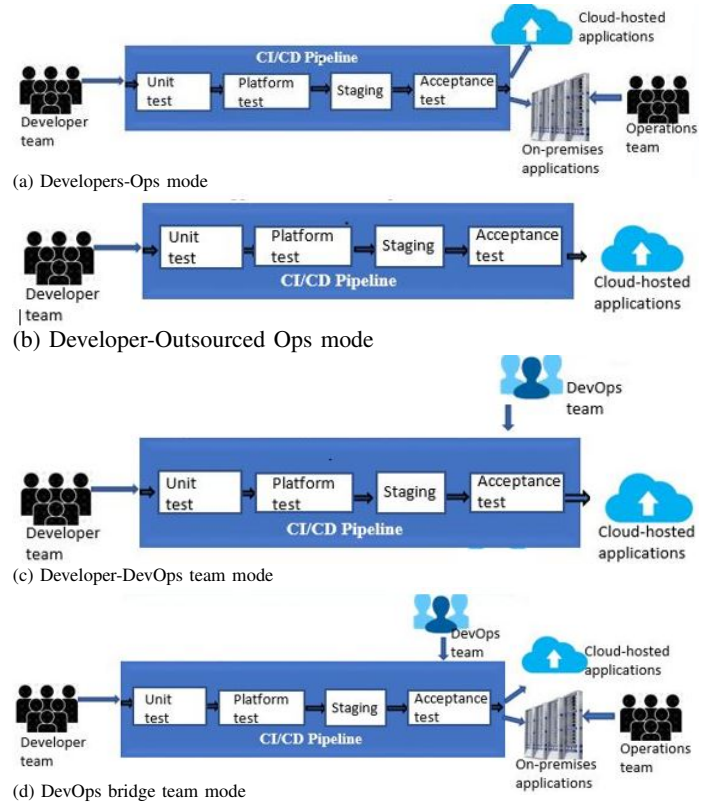 Cloud-hosted
applications
CI/CD Pipeline
Unit
test
Platform
test
Staging
Acceptance
test
Developer
team
On-premises
applications
Operations
team
(a) Developers-Ops mode
Unit
test
Platform
test
Staging
Acceptance
test
CI/CD Pipeline
Developer
team
Cloud-hosted
applications
(b) Developer-Outsourced Ops mode
DevOps
team
Unit
test
Platform
test
Staging
Acceptance
test
CI/CD Pipeline
Developer
team
Cloud-hosted
applications
(c) Developer-DevOps team mode
DevOps
team
Cloud-hosted
applications
Unit
test
Platform
test
Staging
Acceptance
test
CI/CD Pipeline
Developer
team
On-premises
applications
Operations
team
(d) DevOps bridge team mode